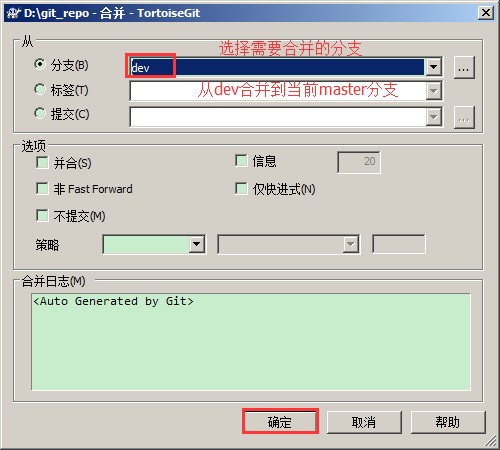 D:\git_repo - 合并 - TortoiseGit
从
选择需要合并的分支
分支(B)
dev
...
标签(T)
从dev合并到当前master分支
提交(C)
...
选项
并合(S)
信息
20
非 Fast Forward
仅快进式(N)
不提交(M)
策略
合并日志(M)
<Auto Generated by Git>
确定
取消
帮助